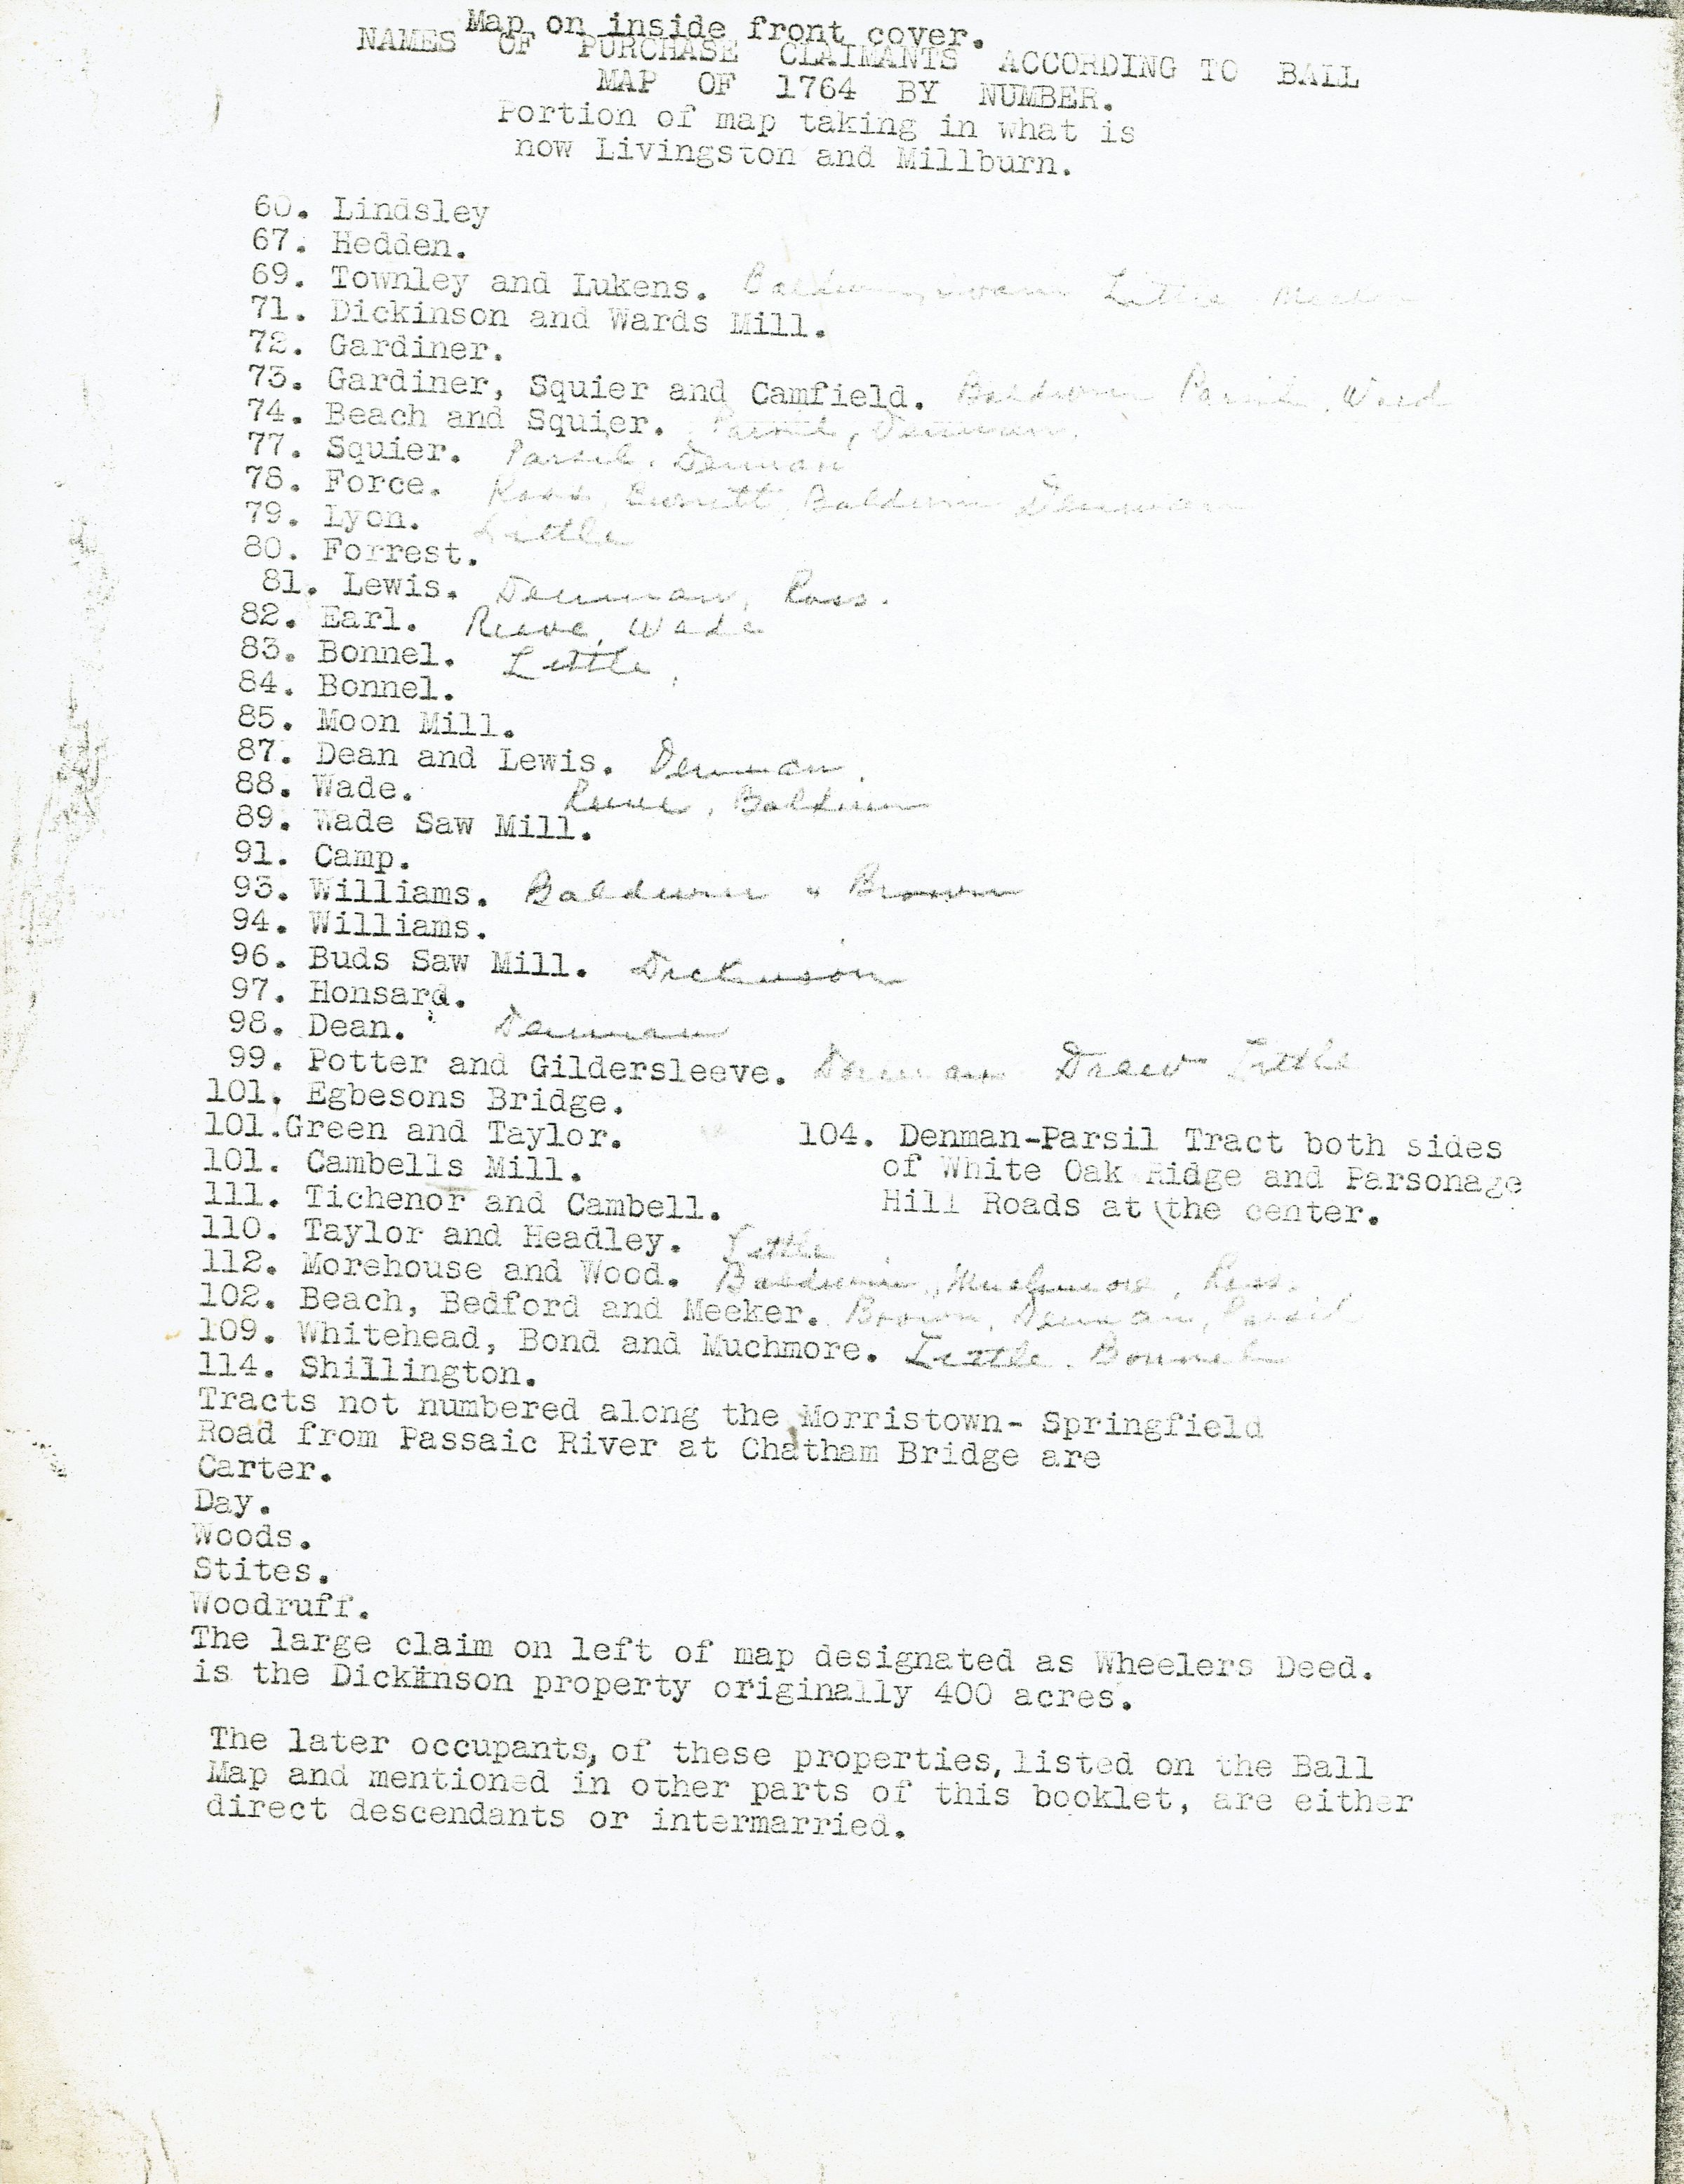 Map on inside front cover.
NAMES OF PURCHASE CLAIMANTS ACCORDING TO BALL
MAP OF 1764 BY NUMBER.
Portion of map taking in what is
now Livingston and Millburn.
60. Lindsley
67. Hedden.
69. Townley and Lukens. Little
71. Dickinson and Wards Mill.
72. Gardiner.
73. Gardiner, Squier and Camfield. Baldwin Parsil, Ward
74. Beach and Squier. Parsil, Denman.
77. Squier. Parsil, Denman
78. Force. Ross, Burnett, Baldwin Denman
79. Lyon. Little
80. Forrest.
81. Lewis. Denman, Ross.
82. Earl. Reeve, Wade
83. Bonnel. Little,
84. Bonnel.
85. Moon Mill.
87. Dean and Lewis. Denman.
88. Wade. Reeve, Baldwin
89. Wade Saw Mill.
91. Camp.
93. Williams. Baldwin & Brown
94. Williams.
96. Buds Saw Mill. Dickinson
97. Honsard.
98. Dean. Denman
99. Potter and Gildersleeve. Denman Drew Little
101. Egbesons Bridge.
101.Green and Taylor.
101. Cambells Mill.
104. Denman-Parsil Tract both sides
of White Oak Ridge and Parsonage
Hill Roads at the center.
111. Tichenor and Cambell.
110. Taylor and Headley. Little
112. Morehouse and Wood. Baldwin, Muchmore, Ross.
102. Beach, Bedford and Meeker. Brown, Denman, Parsil
109. Whitehead, Bond and Muchmore. Little, Bonnel
114. Shillington.
Tracts not numbered along the Morristown- Springfield
Road from Passaic River at Chatham Bridge are
Carter.
Day.
Woods.
Stites.
Woodruff.
The large claim on left of map designated as Wheelers Deed.
is the Dickinson property originally 400 acres.
The later occupants, of these properties, listed on the Ball
Map and mentioned in other parts of this booklet, are either
direct descendants or intermarried.